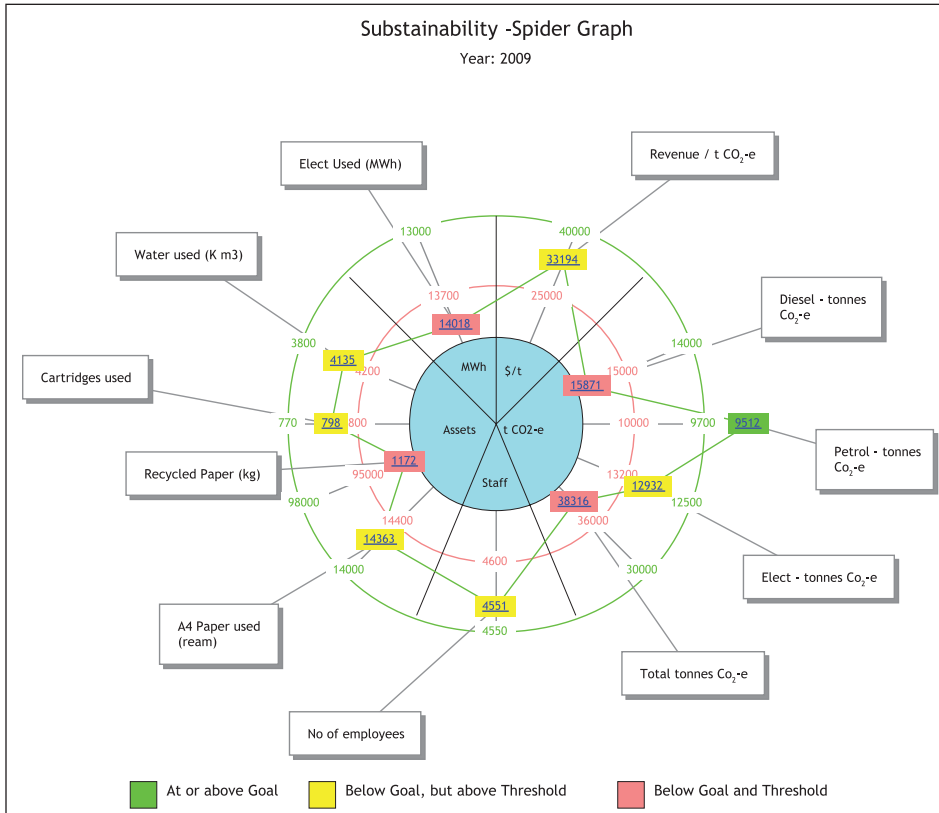 Substainability -Spider Graph
Year: 2009
Elect Used (MWh)
Revenue / t CO2-e
Water used (K m3)
Diesel - tonnes
Co2-e
Cartridges used
Petrol - tonnes
Co2-e
Recycled Paper (kg)
Elect - tonnes Co2-e
A4 Paper used
(ream)
Total tonnes Co2-e
No of employees
13000
40000
33194
13700
25000
14018
3800
14000
4135
4200
15000
15871
MWh
$/t
770
798
800
Assets
t CO2-e
10000
9700
9512
1172
95000
98000
Staff
13200
12932
12500
38316
36000
14400
14363
14000
4600
30000
4551
4550
At or above Goal
Below Goal, but above Threshold
Below Goal and Threshold